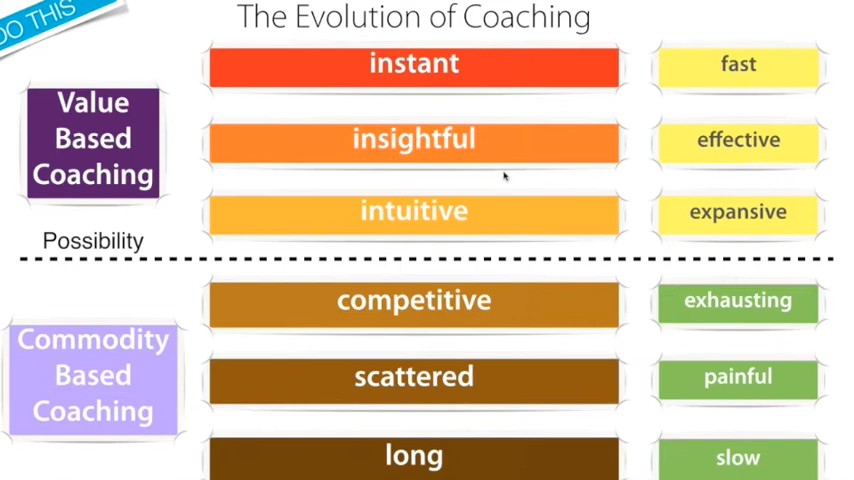 DO THIS
The Evolution of Coaching
instant
fast
Value
Based
Coaching
insightful
effective
intuitive
expansive
Possibility
competitive
exhausting
Commodity
Based
Coaching
scattered
painful
long
slow